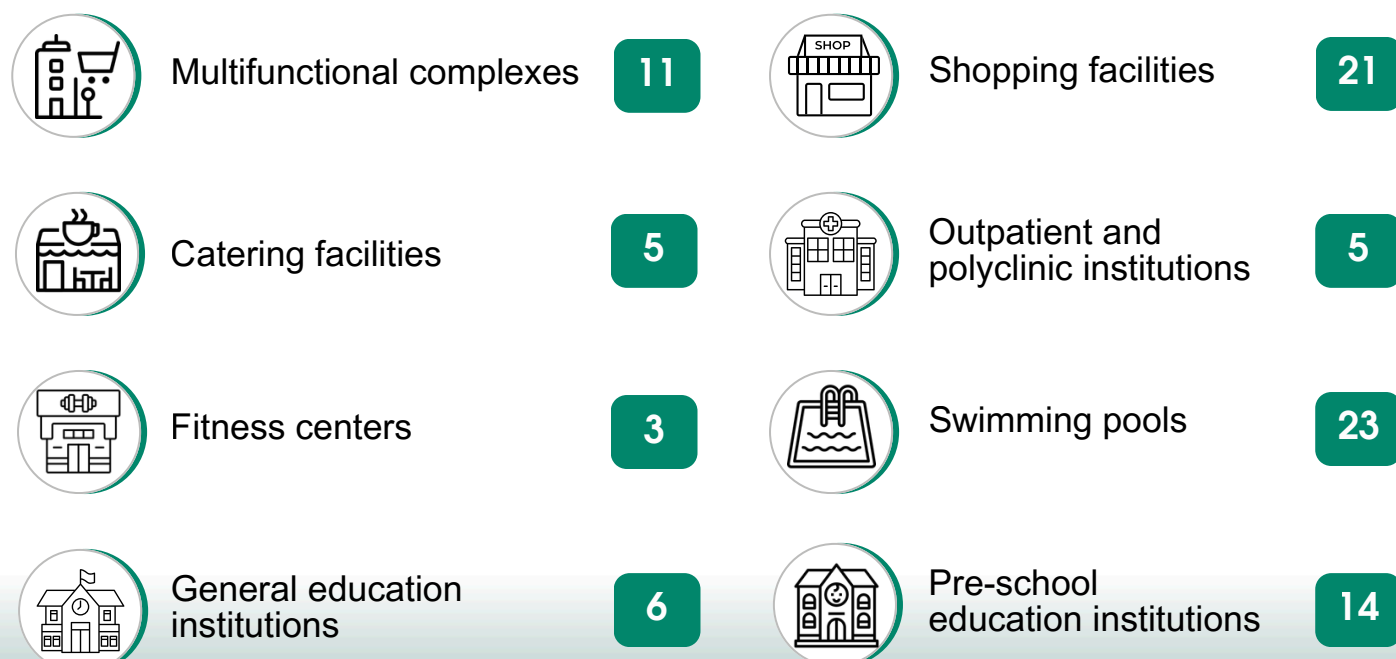 Multifunctional complexes
11
SHOP
Shopping facilities
21
Catering facilities
5
Outpatient and
polyclinic institutions
5
Fitness centers
3
Swimming pools
23
General education
institutions
6
Pre-school
education institutions
14